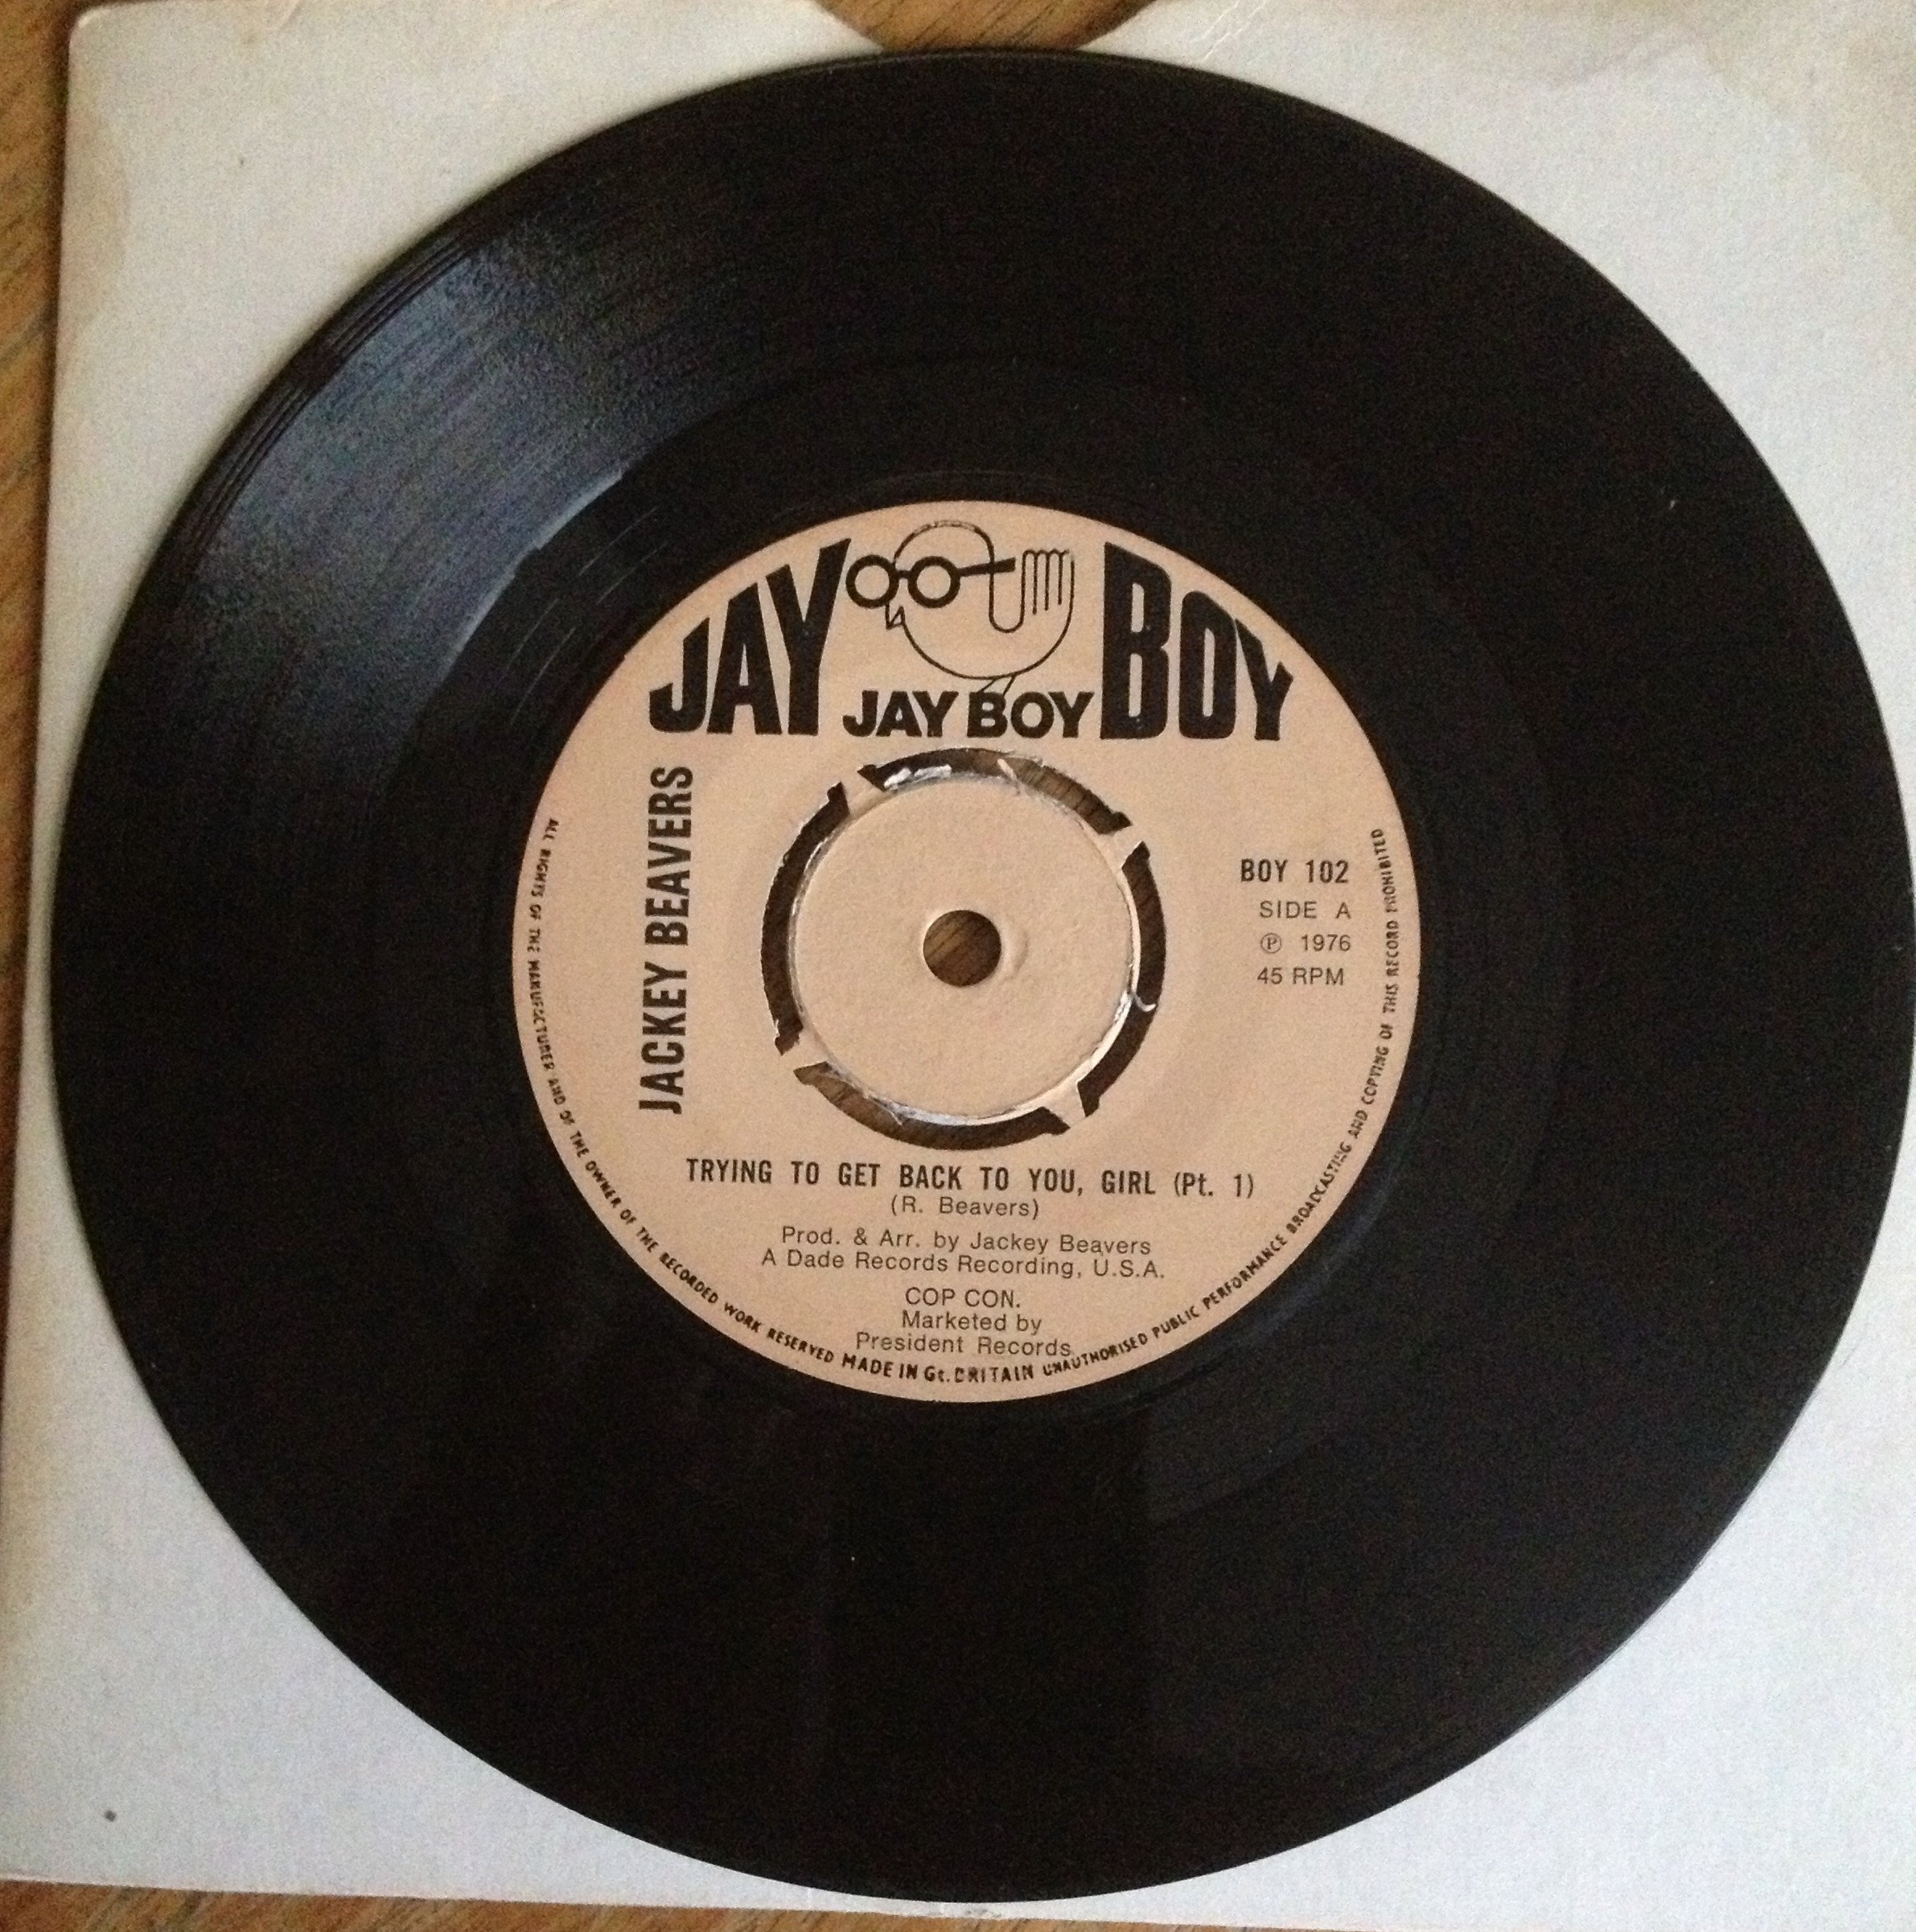 JAY BOY
JAY BOY
JACKEY BEAVERS
BOY 102
SIDE A
Ⓟ 1976
45 RPM
TRYING TO GET BACK TO YOU, GIRL (Pt. 1)
(R. Beavers)
Prod. & Arr. by Jackey Beavers
A Dade Records Recording, U.S.A.
COP CON.
Marketed by
President Records
ALL RIGHTS OF THE MANUFACTURER AND OF THE OWNER OF THE RECORDED WORK RESERVED MADE IN Gt. BRITAIN UNAUTHORISED PUBLIC PERFORMANCE BROADCASTING AND COPYING OF THIS RECORD PROHIBITED